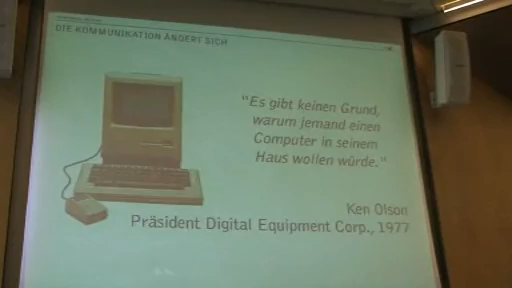 DIE KOMMUNIKATION ÄNDERT SICH
"Es gibt keinen Grund,
warum jemand einen
Computer in seinem
Haus wollen würde."
Ken Olson
Präsident Digital Equipment Corp., 1977